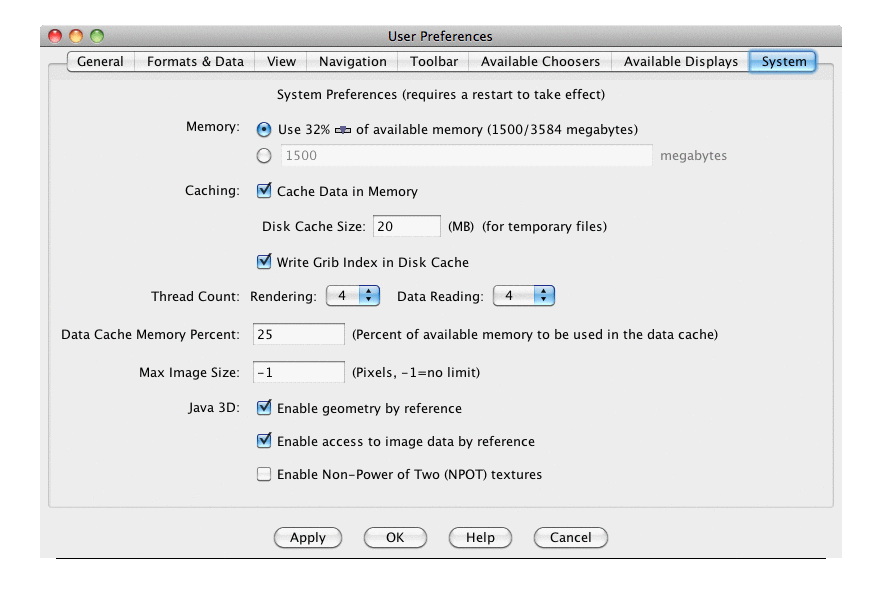 User Preferences
General Formats & Data View Navigation Toolbar Available Choosers Available Displays System
System Preferences (requires a restart to take effect)
Memory: Use 32% of available memory (1500/3584 megabytes)
1500 megabytes
Caching: Cache Data in Memory
Disk Cache Size: 20 (MB) (for temporary files)
Write Grib Index in Disk Cache
Thread Count: Rendering: 4 Data Reading: 4
Data Cache Memory Percent: 25 (Percent of available memory to be used in the data cache)
Max Image Size: -1 (Pixels, -1=no limit)
Java 3D: Enable geometry by reference
Enable access to image data by reference
Enable Non-Power of Two (NPOT) textures
Apply OK Help Cancel